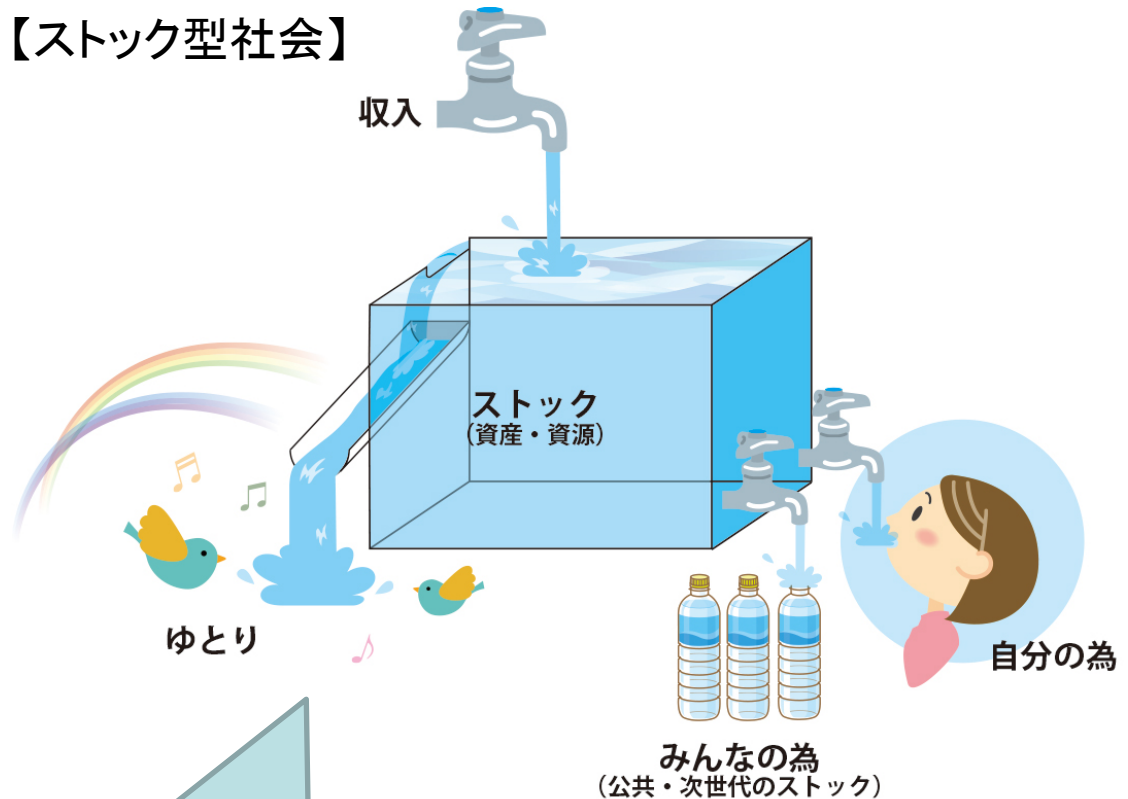 【ストック型社会】
収入
ストック
（資産・資源）
ゆとり
自分の為
みんなの為
（公共・次世代のストック）